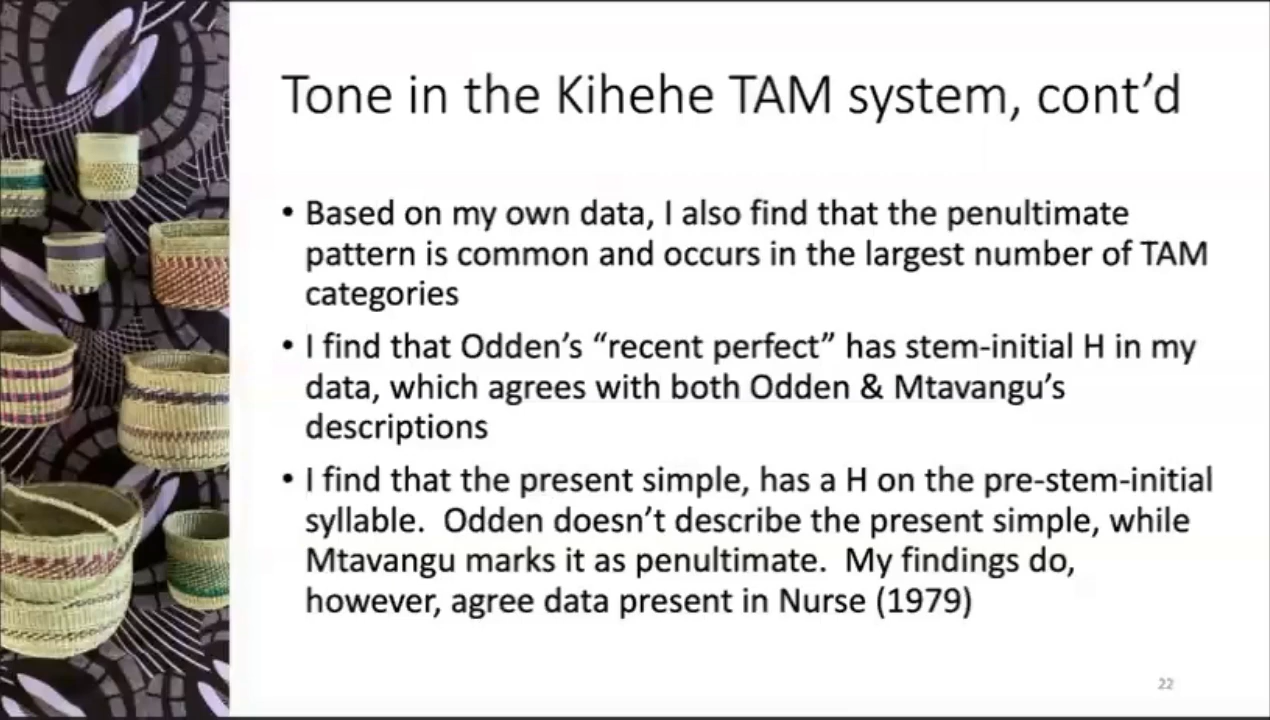 Tone in the Kihehe TAM system, cont’d
• Based on my own data, I also find that the penultimate
pattern is common and occurs in the largest number of TAM
categories
• I find that Odden’s “recent perfect” has stem-initial H in my
data, which agrees with both Odden & Mtavangu’s
descriptions
• I find that the present simple, has a H on the pre-stem-initial
syllable.  Odden doesn’t describe the present simple, while
Mtavangu marks it as penultimate.  My findings do,
however, agree data present in Nurse (1979)
22